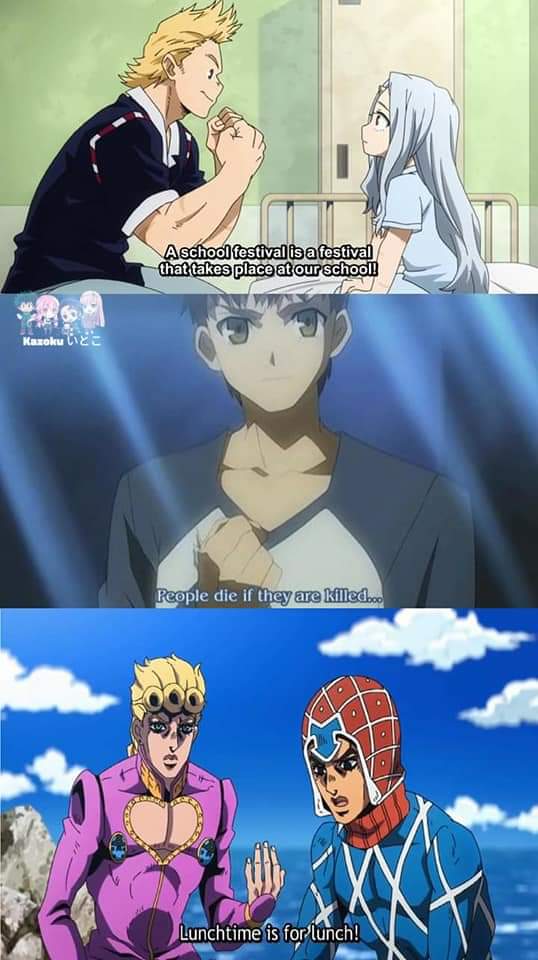 A school festival is a festival
that takes place at our school!
Kazoku いとこ
People die if they are killed...
Lunchtime is for lunch!